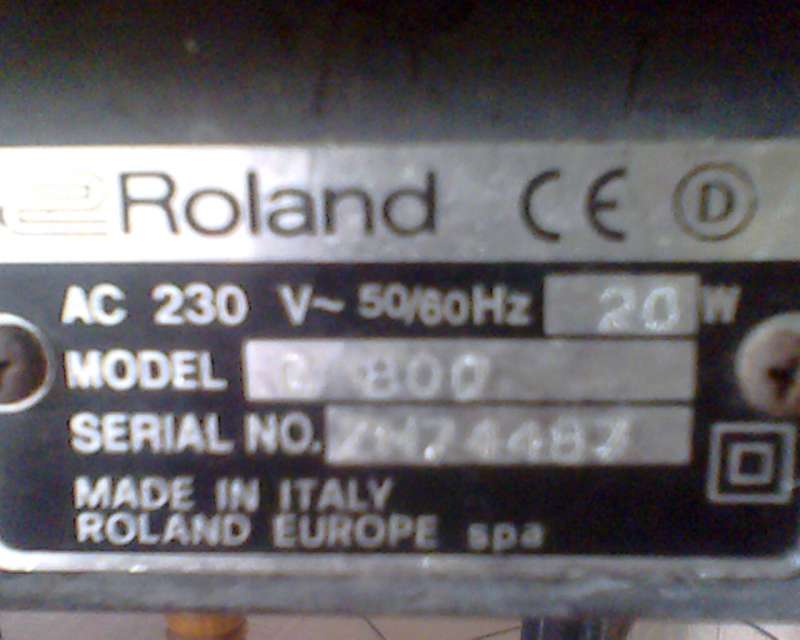 Roland CE D
AC 230 V~ 50/60Hz 20 W
MODEL 800
SERIAL NO.
MADE IN ITALY
ROLAND EUROPE spa